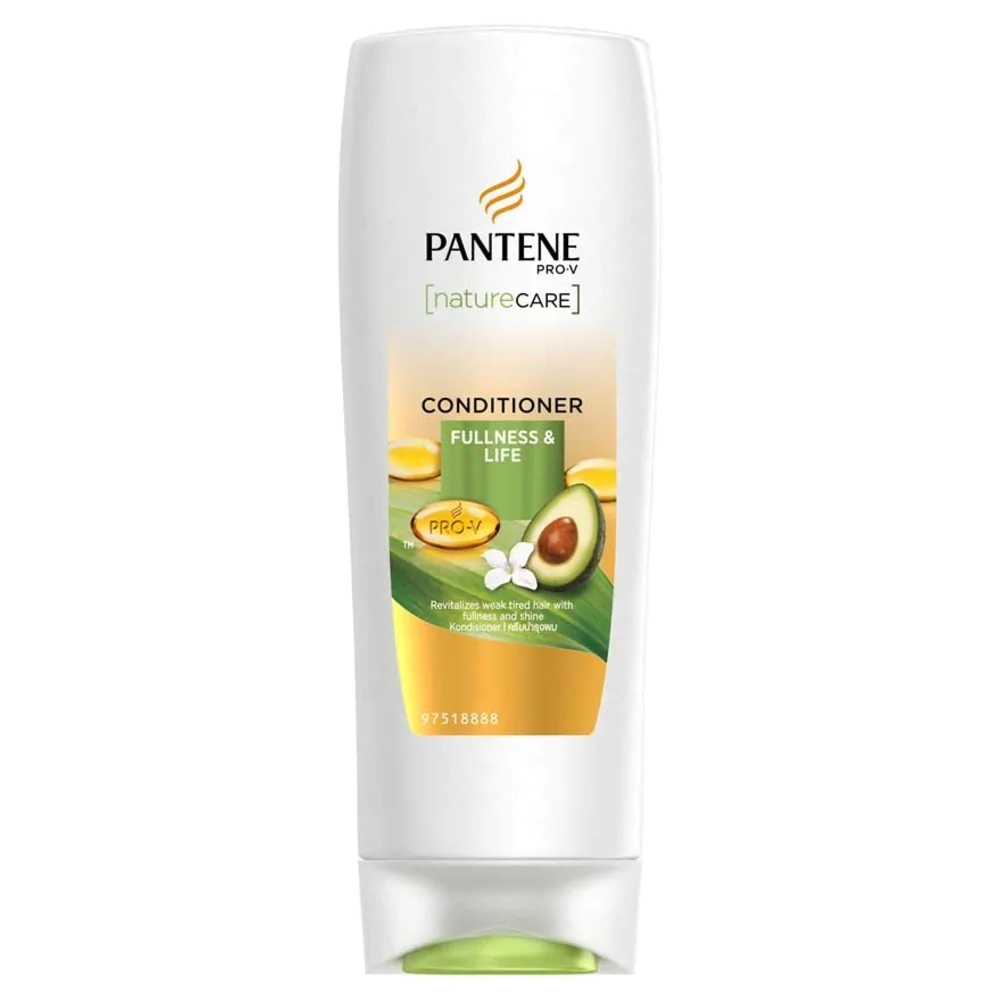 PANTENE
PRO-V
[natureCARE]
CONDITIONER
FULLNESS &
LIFE
PRO-V
TM
Revitalizes weak tired hair with
fullness and shine
Kondisioner | ครีมนำรุงผม
97518888